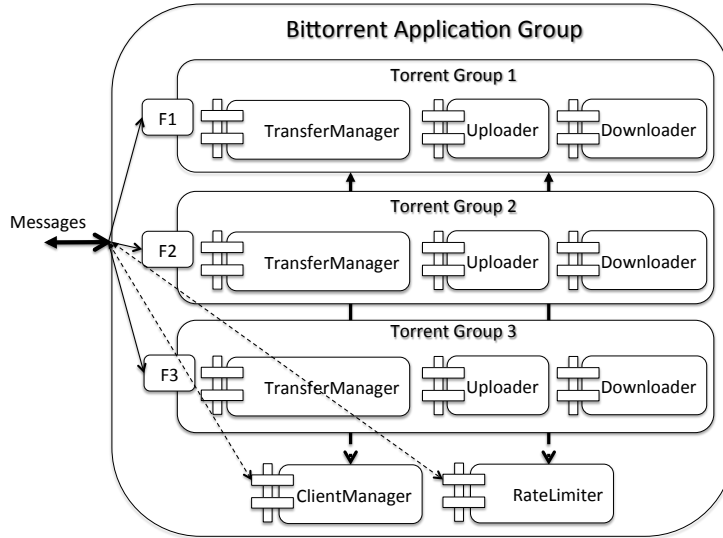 Bittorrent Application Group
Torrent Group 1
F1
TransferManager
Uploader
Downloader
Messages
Torrent Group 2
F2
TransferManager
Uploader
Downloader
Torrent Group 3
F3
TransferManager
Uploader
Downloader
ClientManager
RateLimiter